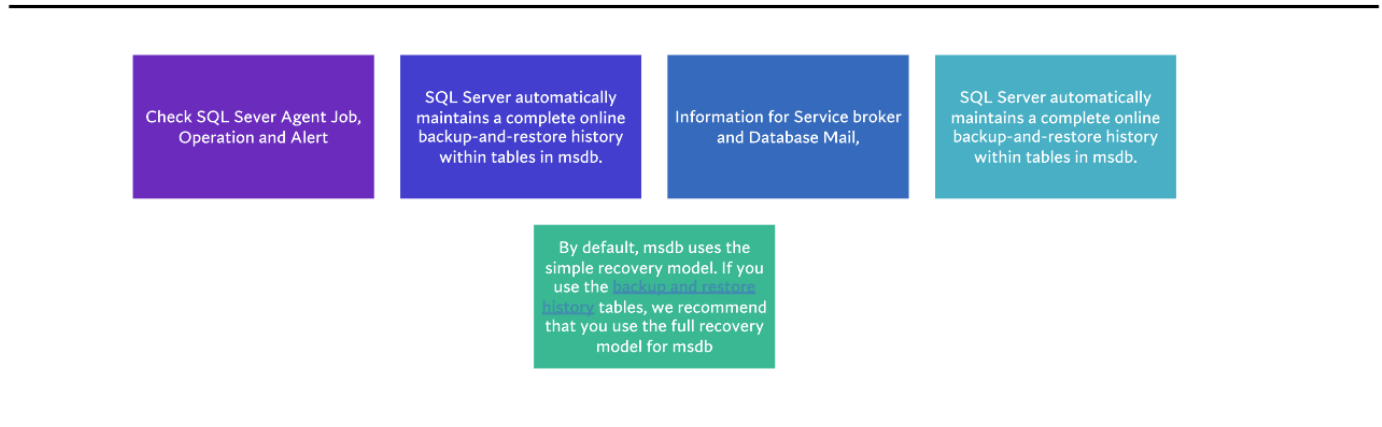 Check SQL Sever Agent Job,
Operation and Alert
SQL Server automatically
maintains a complete online
backup-and-restore history
within tables in msdb.
Information for Service broker
and Database Mail,
SQL Server automatically
maintains a complete online
backup-and-restore history
within tables in msdb.
By default, msdb uses the
simple recovery model. If you
use the backup and restore
history tables, we recommend
that you use the full recovery
model for msdb